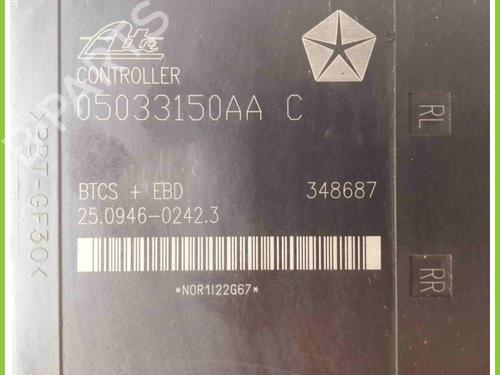 Ate
CONTROLLER
05033150AA C
BTCS + EBD 348687
25.0946-0242.3
*NOR1I22G67*
>PBT-GF30<
RL
RR